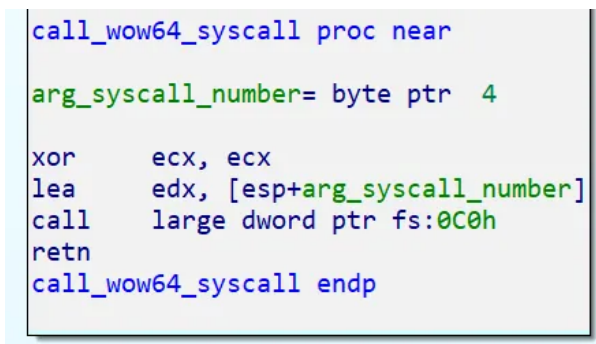 call_wow64_syscall proc near
arg_syscall_number= byte ptr  4
xor     ecx, ecx
lea     edx, [esp+arg_syscall_number]
call    large dword ptr fs:0C0h
retn
call_wow64_syscall endp